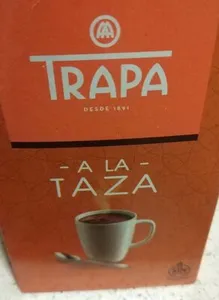 TRAPA
DESDE 1891
- A LA -
TAZA